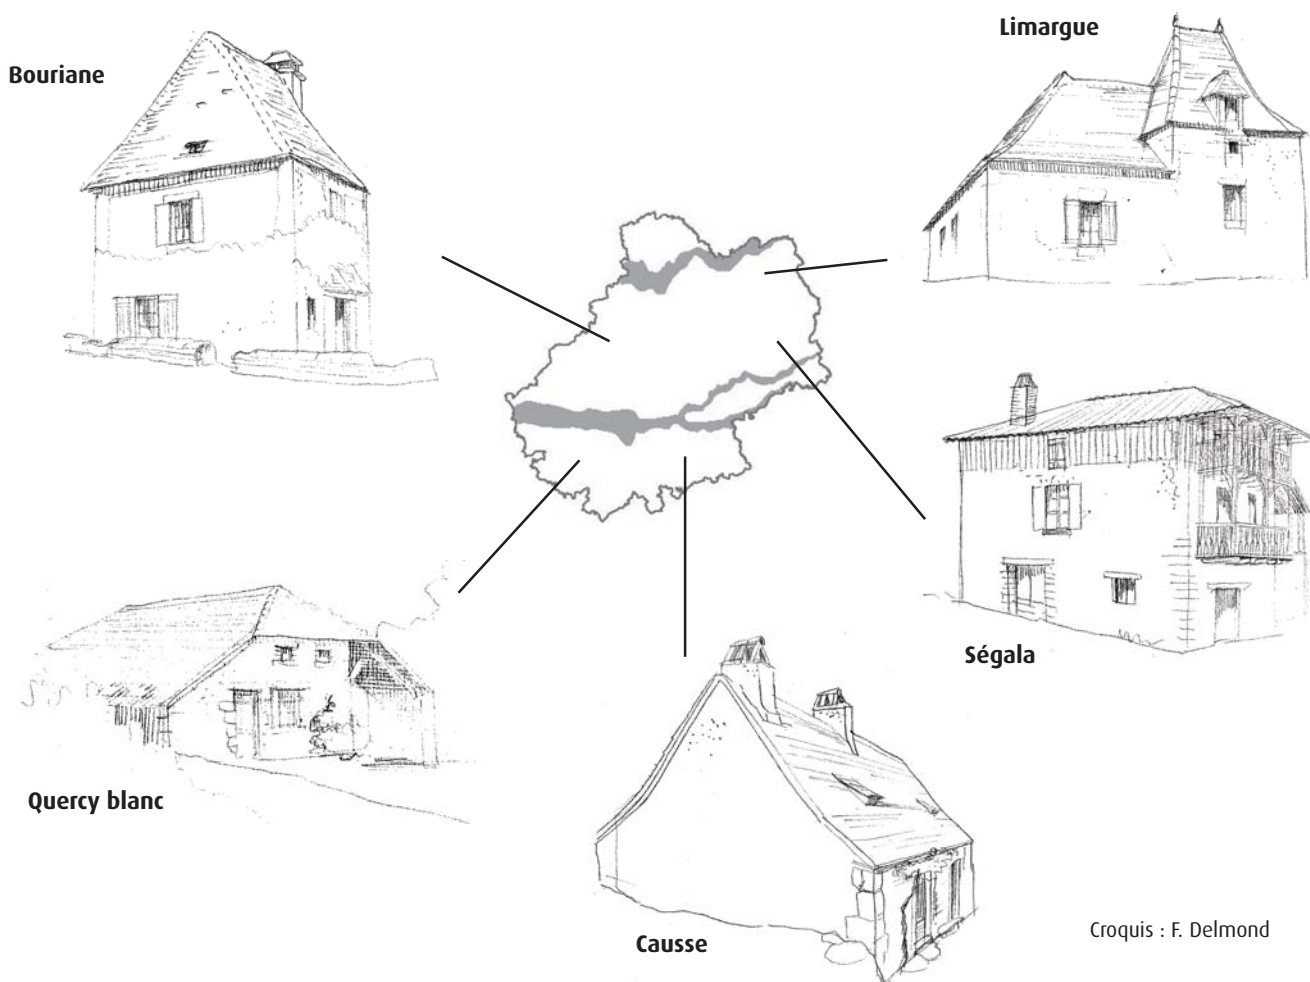 Limargue
Bouriane
Ségala
Quercy blanc
Causse
Croquis : F. Delmond